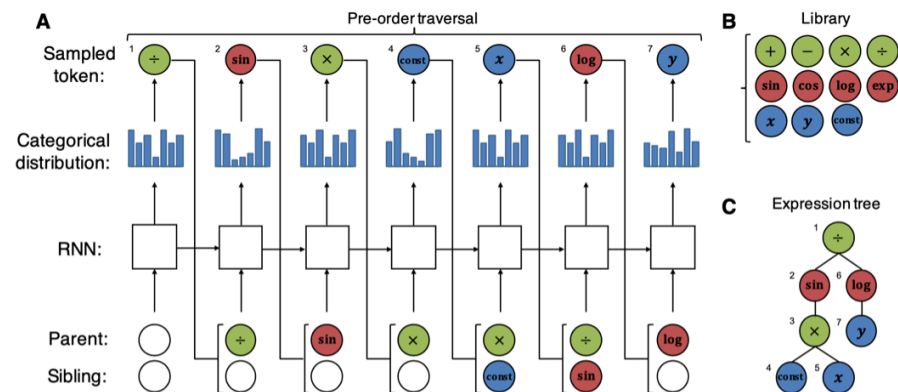 A
Pre-order traversal
Sampled token:
1 ÷ 2 sin 3 × 4 const 5 x 6 log 7 y
Categorical distribution:
RNN:
Parent:
÷ sin × × ÷ log
Sibling:
const sin
B
Library
+ − × ÷
sin cos log exp
x y const
C
Expression tree
1 ÷
2 sin 6 log
3 × 7 y
4 const 5 x